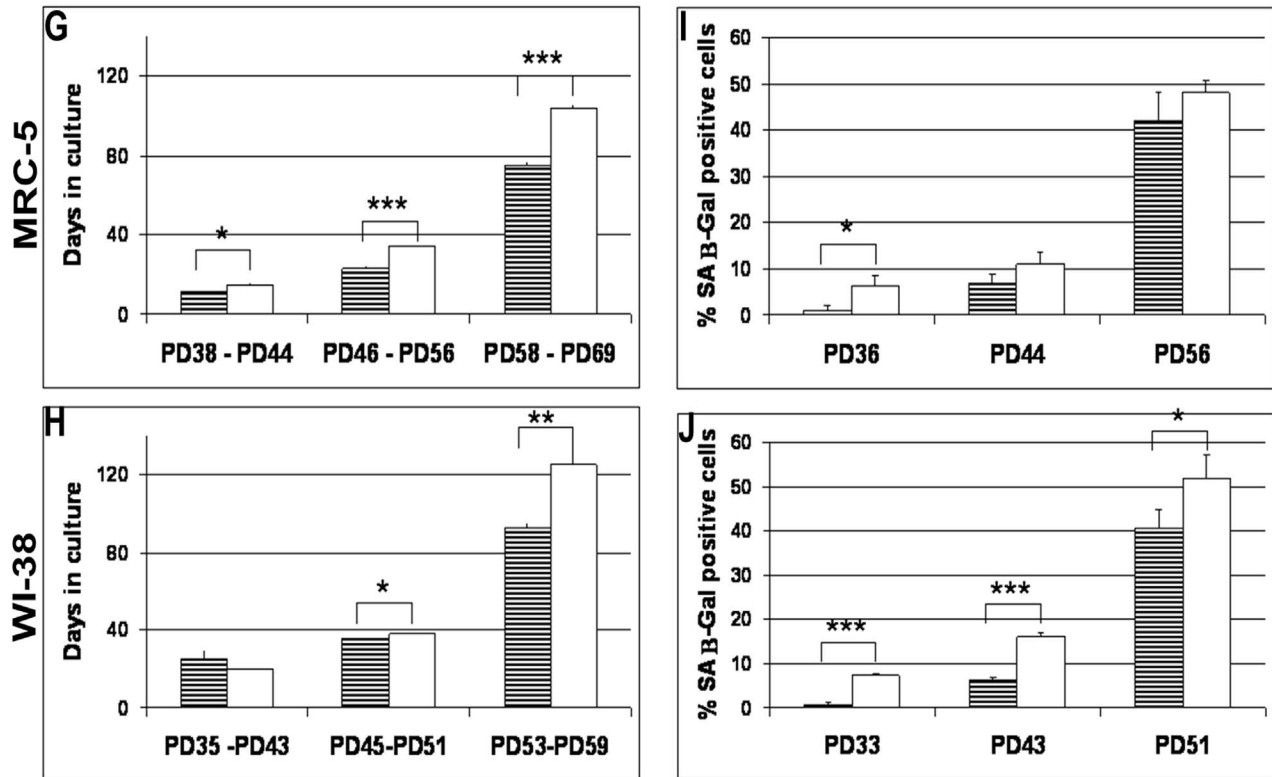 MRC-5
G
Days in culture
120
80
40
0
*
***
***
PD38 - PD44
PD46 - PD56
PD58 - PD69
I
% SAB-Gal positive cells
60
50
40
30
20
10
0
*
PD36
PD44
PD56
WI-38
H
Days in culture
120
80
40
0
*
**
PD35 -PD43
PD45-PD51
PD53-PD59
J
% SAB-Gal positive cells
60
50
40
30
20
10
0
***
***
*
PD33
PD43
PD51